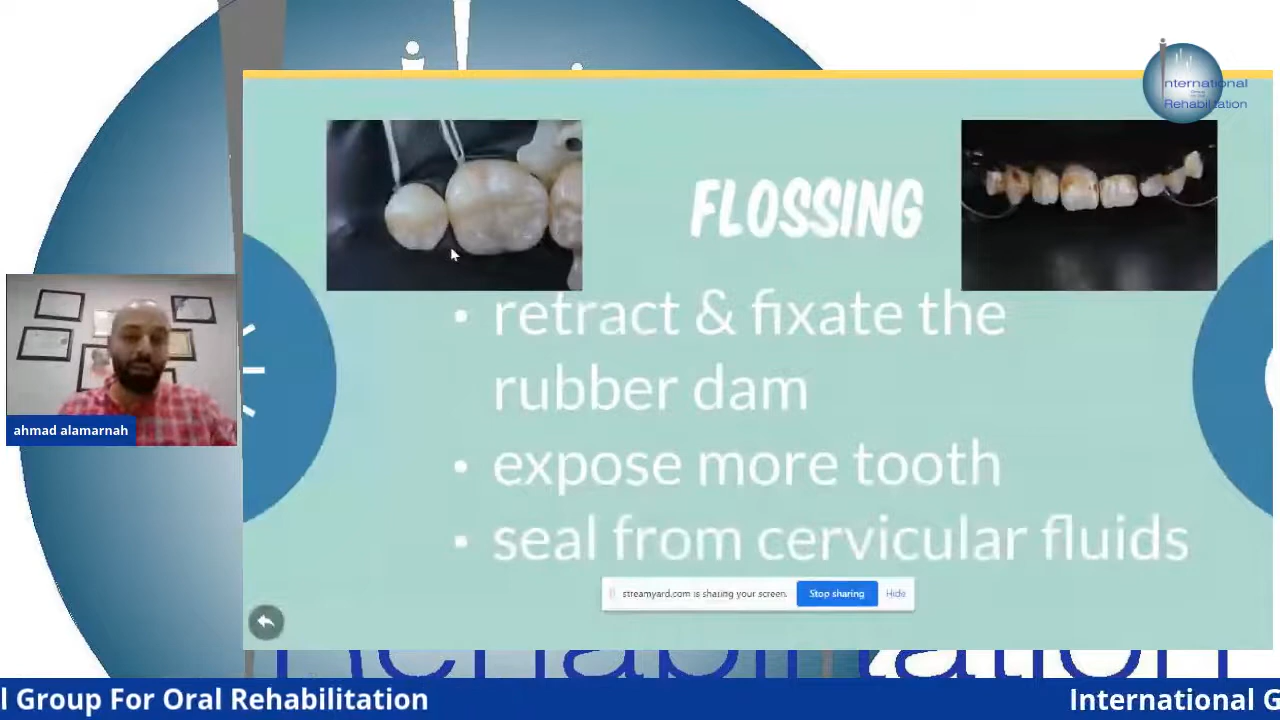 International
Rehabilitation
FLOSSING
• retract & fixate the
rubber dam
• expose more tooth
• seal from cervicular fluids
ahmad alamarnah
streamyard.com is sharing your screen.
Stop sharing
Hide
Rehabilitation
l Group For Oral Rehabilitation
International G